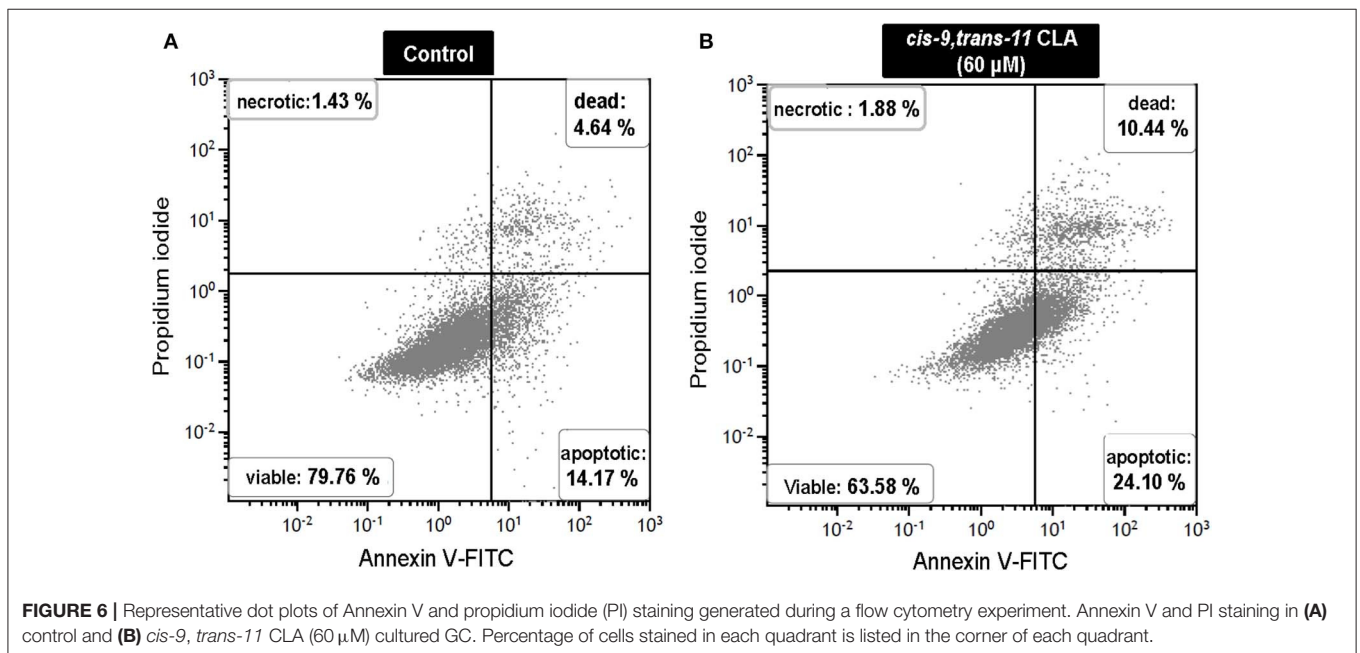 A
Control
10³
necrotic:1.43 %
dead:
4.64 %
10²
10¹
10⁰
10⁻¹
10⁻²
Propidium iodide
viable: 79.76 %
apoptotic:
14.17 %
10⁻² 10⁻¹ 10⁰ 10¹ 10² 10³
Annexin V-FITC
B
cis-9,trans-11 CLA
(60 µM)
10³
necrotic : 1.88 %
dead:
10.44 %
10²
10¹
10⁰
10⁻¹
10⁻²
Propidium iodide
Viable: 63.58 %
apoptotic:
24.10 %
10⁻² 10⁻¹ 10⁰ 10¹ 10² 10³
Annexin V-FITC
FIGURE 6 | Representative dot plots of Annexin V and propidium iodide (PI) staining generated during a flow cytometry experiment. Annexin V and PI staining in (A)
control and (B) cis-9, trans-11 CLA (60 µM) cultured GC. Percentage of cells stained in each quadrant is listed in the corner of each quadrant.